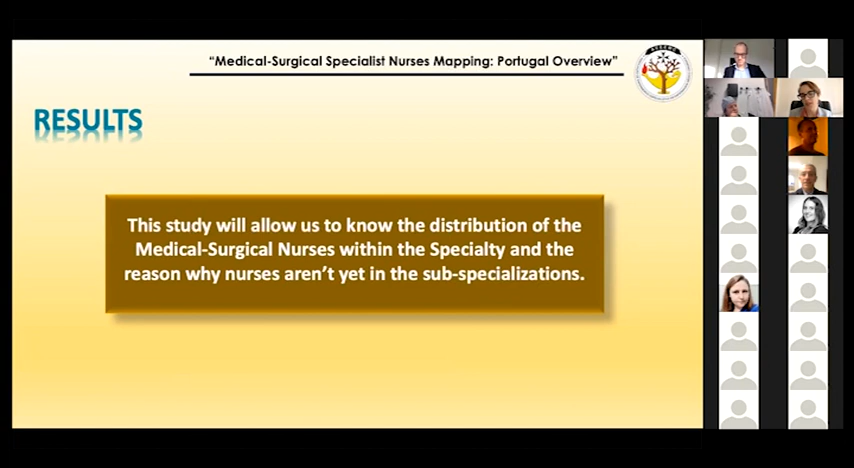 “Medical-Surgical Specialist Nurses Mapping: Portugal Overview”
RESULTS
This study will allow us to know the distribution of the
Medical-Surgical Nurses within the Specialty and the
reason why nurses aren’t yet in the sub-specializations.